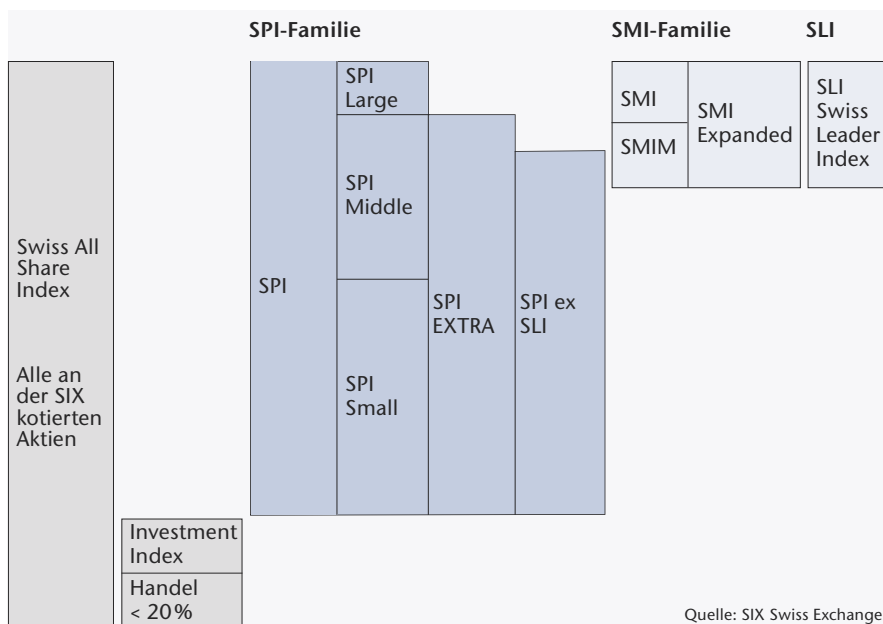 SPI-Familie
SMI-Familie
SLI
Swiss All
Share
Index
Alle an
der SIX
kotierten
Aktien
Investment
Index
Handel
< 20%
SPI
SPI
Large
SPI
Middle
SPI
Small
SPI
EXTRA
SPI ex
SLI
SMI
SMIM
SMI
Expanded
SLI
Swiss
Leader
Index
Quelle: SIX Swiss Exchange